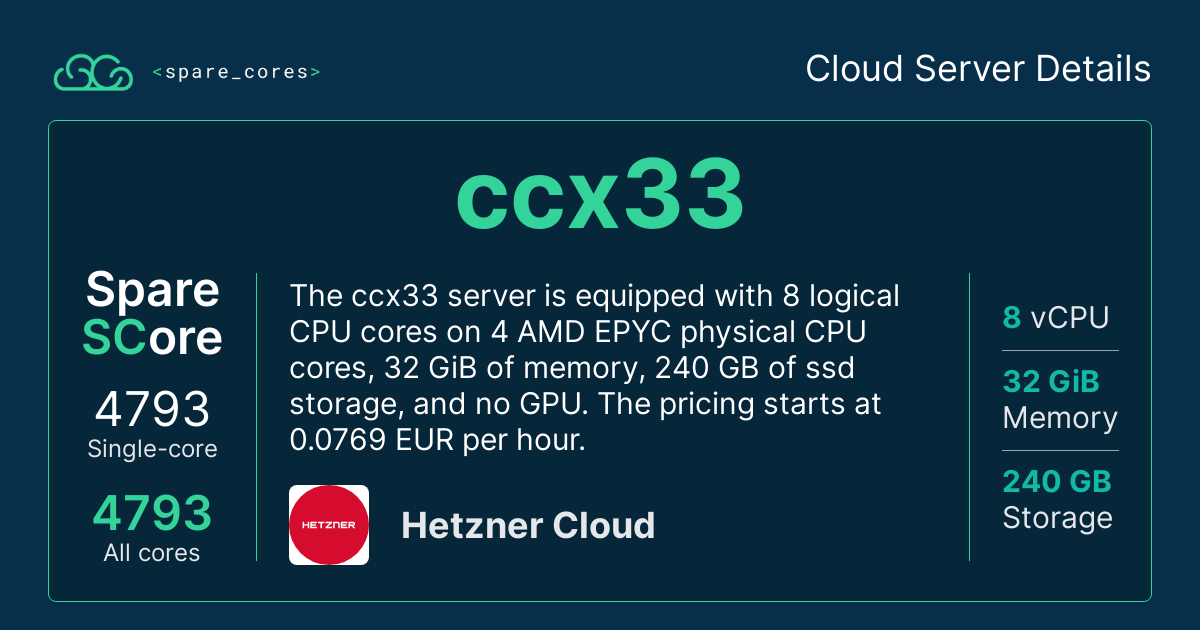 <spare_cores>
Cloud Server Details
ccx33
Spare
SCore
4793
Single-core
4793
All cores
The ccx33 server is equipped with 8 logical
CPU cores on 4 AMD EPYC physical CPU
cores, 32 GiB of memory, 240 GB of ssd
storage, and no GPU. The pricing starts at
0.0769 EUR per hour.
HETZNER
Hetzner Cloud
8 vCPU
32 GiB
Memory
240 GB
Storage